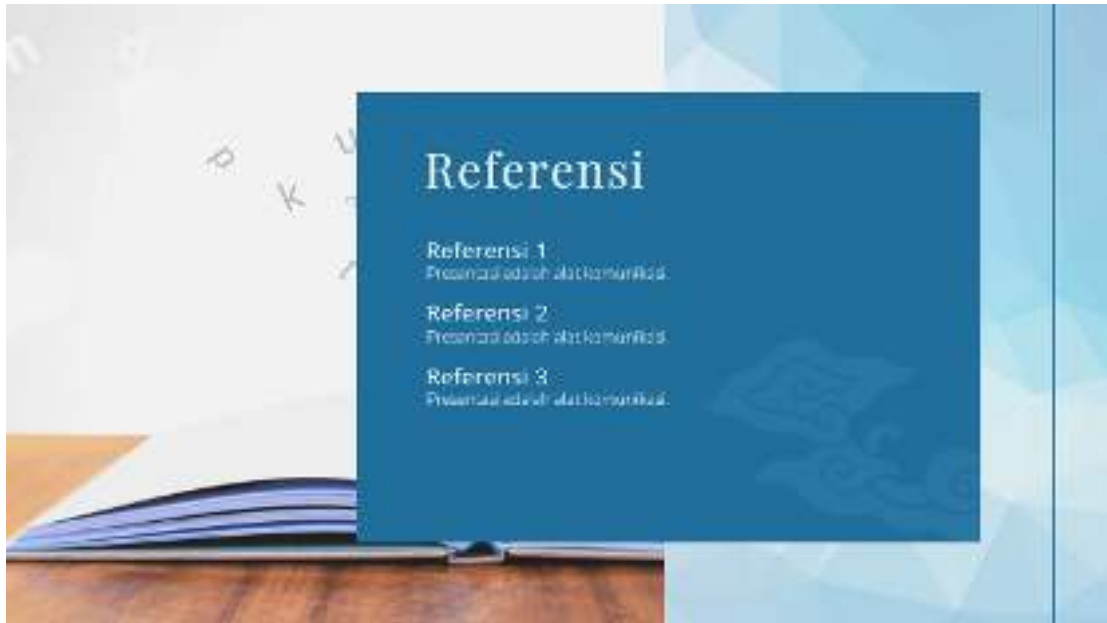 n
d
p
u
k
r
Referensi
Referensi 1
Presentasi adalah alat komunikasi.
Referensi 2
Presentasi adalah alat komunikasi.
Referensi 3
Presentasi adalah alat komunikasi.